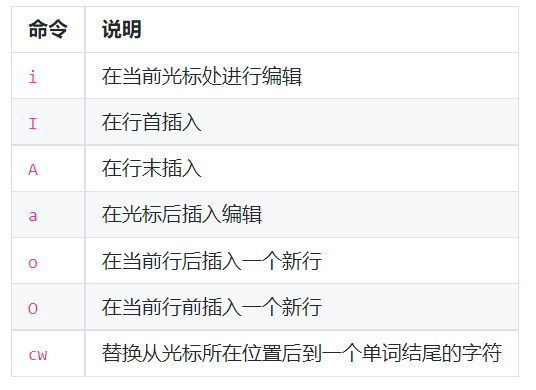 命令 说明
i 在当前光标处进行编辑
I 在行首插入
A 在行末插入
a 在光标后插入编辑
o 在当前行后插入一个新行
O 在当前行前插入一个新行
cw 替换从光标所在位置后到一个单词结尾的字符